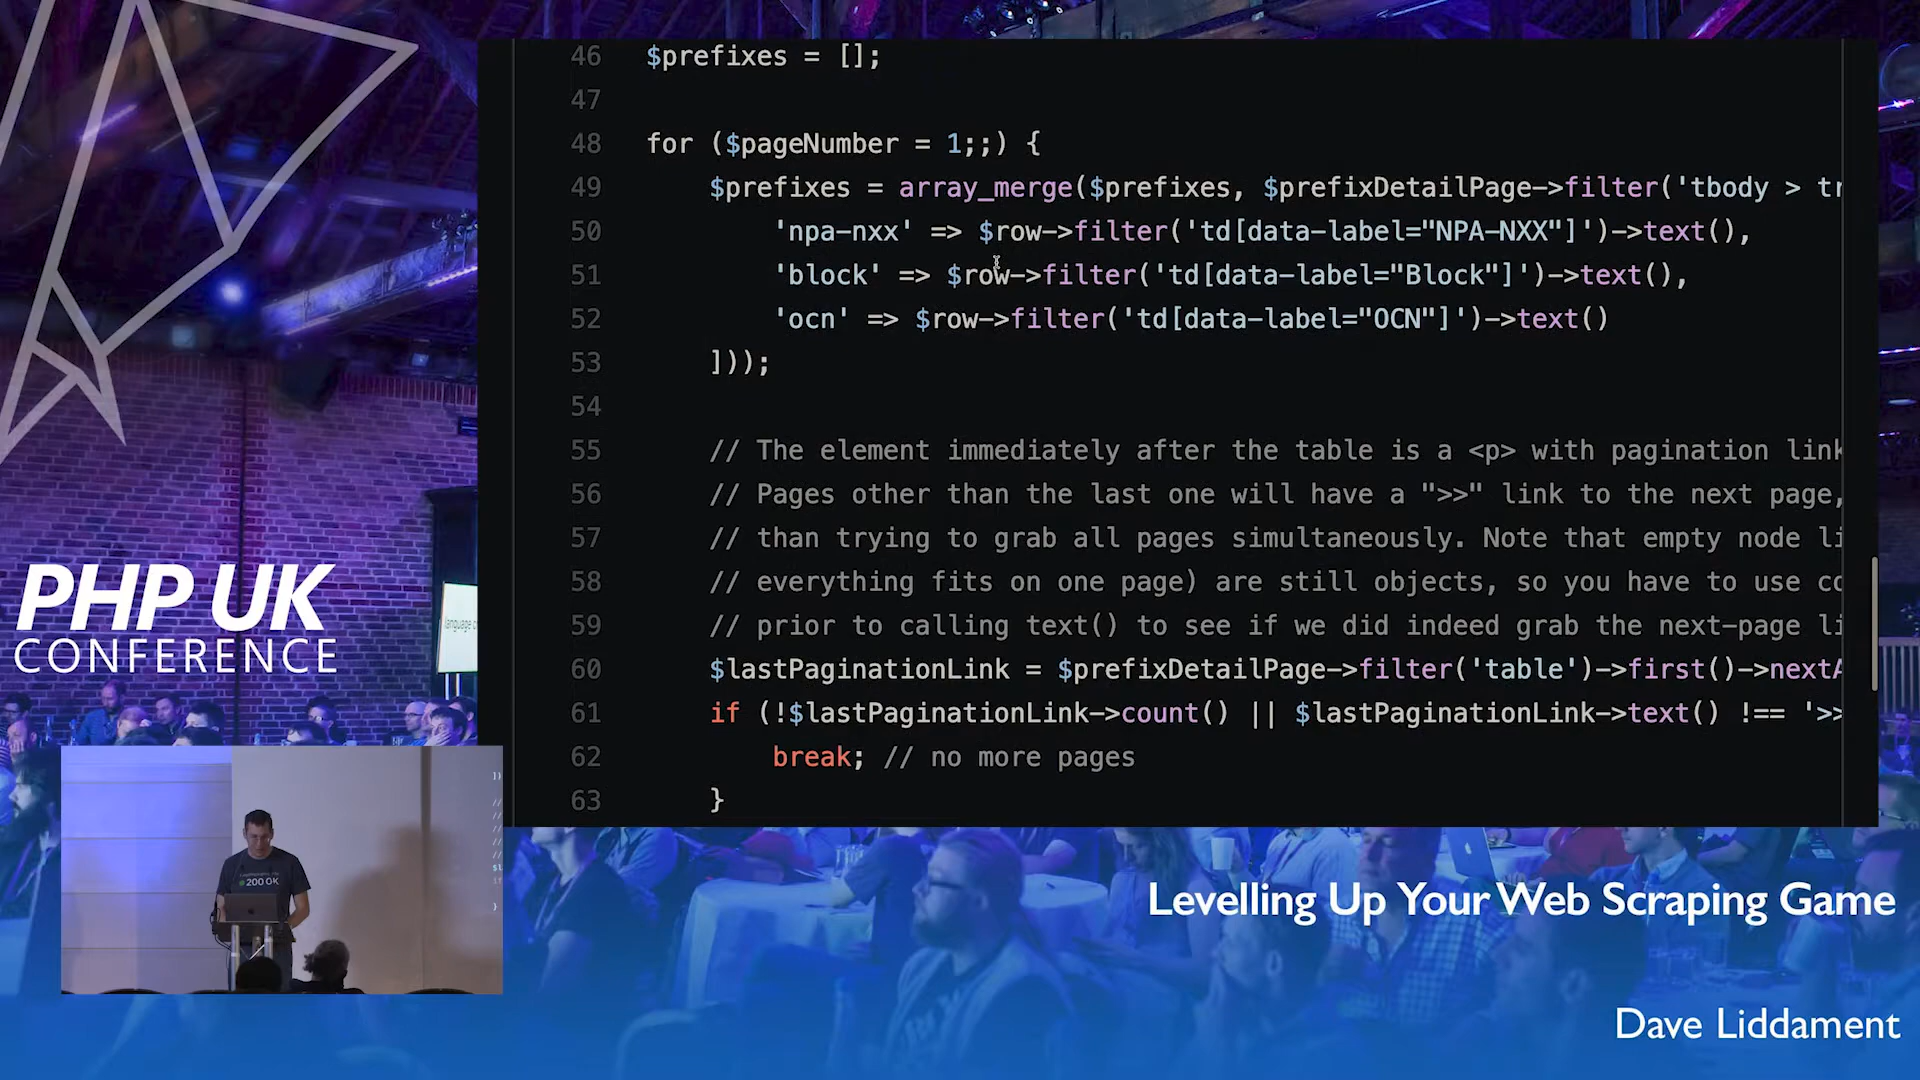 46 $prefixes = [];
47
48 for ($pageNumber = 1;;) {
49 $prefixes = array_merge($prefixes, $prefixDetailPage->filter('tbody > tr
50 'npa-nxx' => $row->filter('td[data-label="NPA-NXX"]')->text(),
51 'block' => $row->filter('td[data-label="Block"]')->text(),
52 'ocn' => $row->filter('td[data-label="OCN"]')->text()
53 ]));
54
55 // The element immediately after the table is a <p> with pagination link
56 // Pages other than the last one will have a ">>" link to the next page,
57 // than trying to grab all pages simultaneously. Note that empty node li
58 // everything fits on one page) are still objects, so you have to use co
59 // prior to calling text() to see if we did indeed grab the next-page li
60 $lastPaginationLink = $prefixDetailPage->filter('table')->first()->nextA
61 if (!$lastPaginationLink->count() || $lastPaginationLink->text() !== '>>
62 break; // no more pages
63 }
PHP UK
CONFERENCE
200 OK
Levelling Up Your Web Scraping Game
Dave Liddament